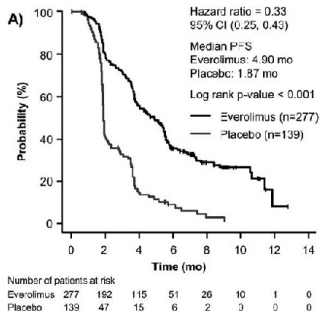 A)
Hazard ratio = 0.33
95% CI (0.25, 0.43)
Median PFS
Everolimus: 4.90 mo
Placebo: 1.87 mo
Log rank p-value < 0.001
Everolimus (n=277)
Placebo (n=139)
Probability (%)
100
80
60
40
20
0
0 2 4 6 8 10 12 14
Time (mo)
Number of patients at risk
Everolimus 277 192 115 51 26 10 1 0
Placebo 139 47 15 6 2 0 0 0